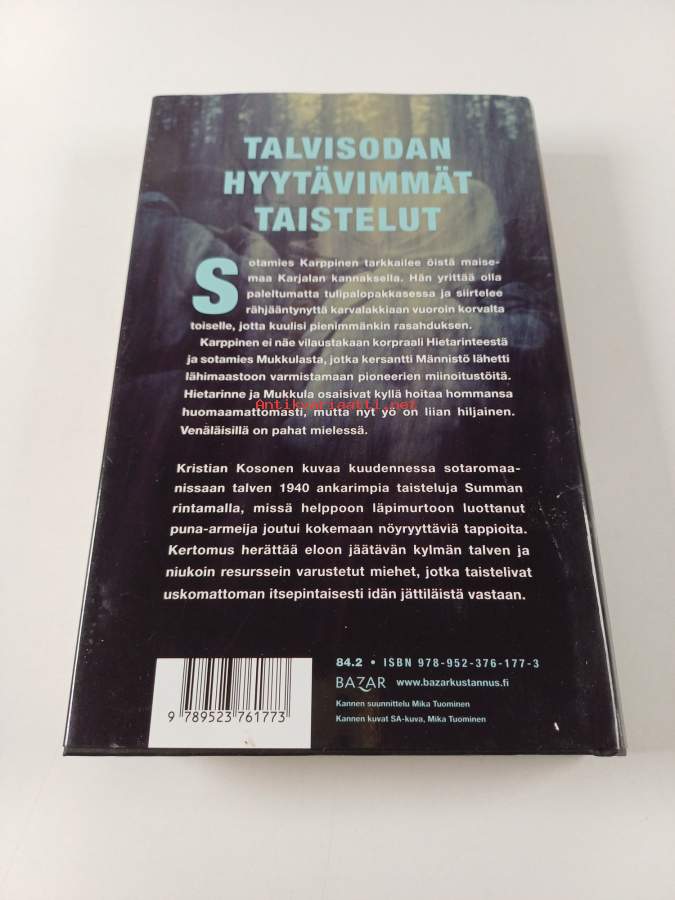 TALVISODAN
HYYTÄVIMMÄT
TAISTELUT
Sotamies Karppinen tarkkailee öistä maise-
maa Karjalan kannaksella. Hän yrittää olla
paleltumatta tulipalopakkasessa ja siirtelee
rähjääntynyttä karvalakkiaan vuoroin korvalta
toiselle, jotta kuulisi pienimmänkin rasahduksen.
Karppinen ei näe vilaustakaan korpraali Hietarinteestä
ja sotamies Mukkulasta, jotka kersantti Männistö lähetti
lähimaastoon varmistamaan pioneerien miinoitustöitä.
Hietarinne ja Mukkula osaisivat kyllä hoitaa hommansa
Antikvariaatti.net
huomaamattomasti, mutta nyt yö on liian hiljainen.
Venäläisillä on pahat mielessä.
Kristian Kosonen kuvaa kuudennessa sotaromaa-
nissaan talven 1940 ankarimpia taisteluja Summan
rintamalla, missä helppoon läpimurtoon luottanut
puna-armeija joutui kokemaan nöyryyttäviä tappioita.
Kertomus herättää eloon jäätävän kylmän talven ja
niukoin resurssein varustetut miehet, jotka taistelivat
uskomattoman itsepintaisesti idän jättiläistä vastaan.
84.2 • ISBN 978-952-376-177-3
BAZAR www.bazarkustannus.fi
Kannen suunnittelu Mika Tuominen
Kannen kuvat SA-kuva, Mika Tuominen
9 789523 761773